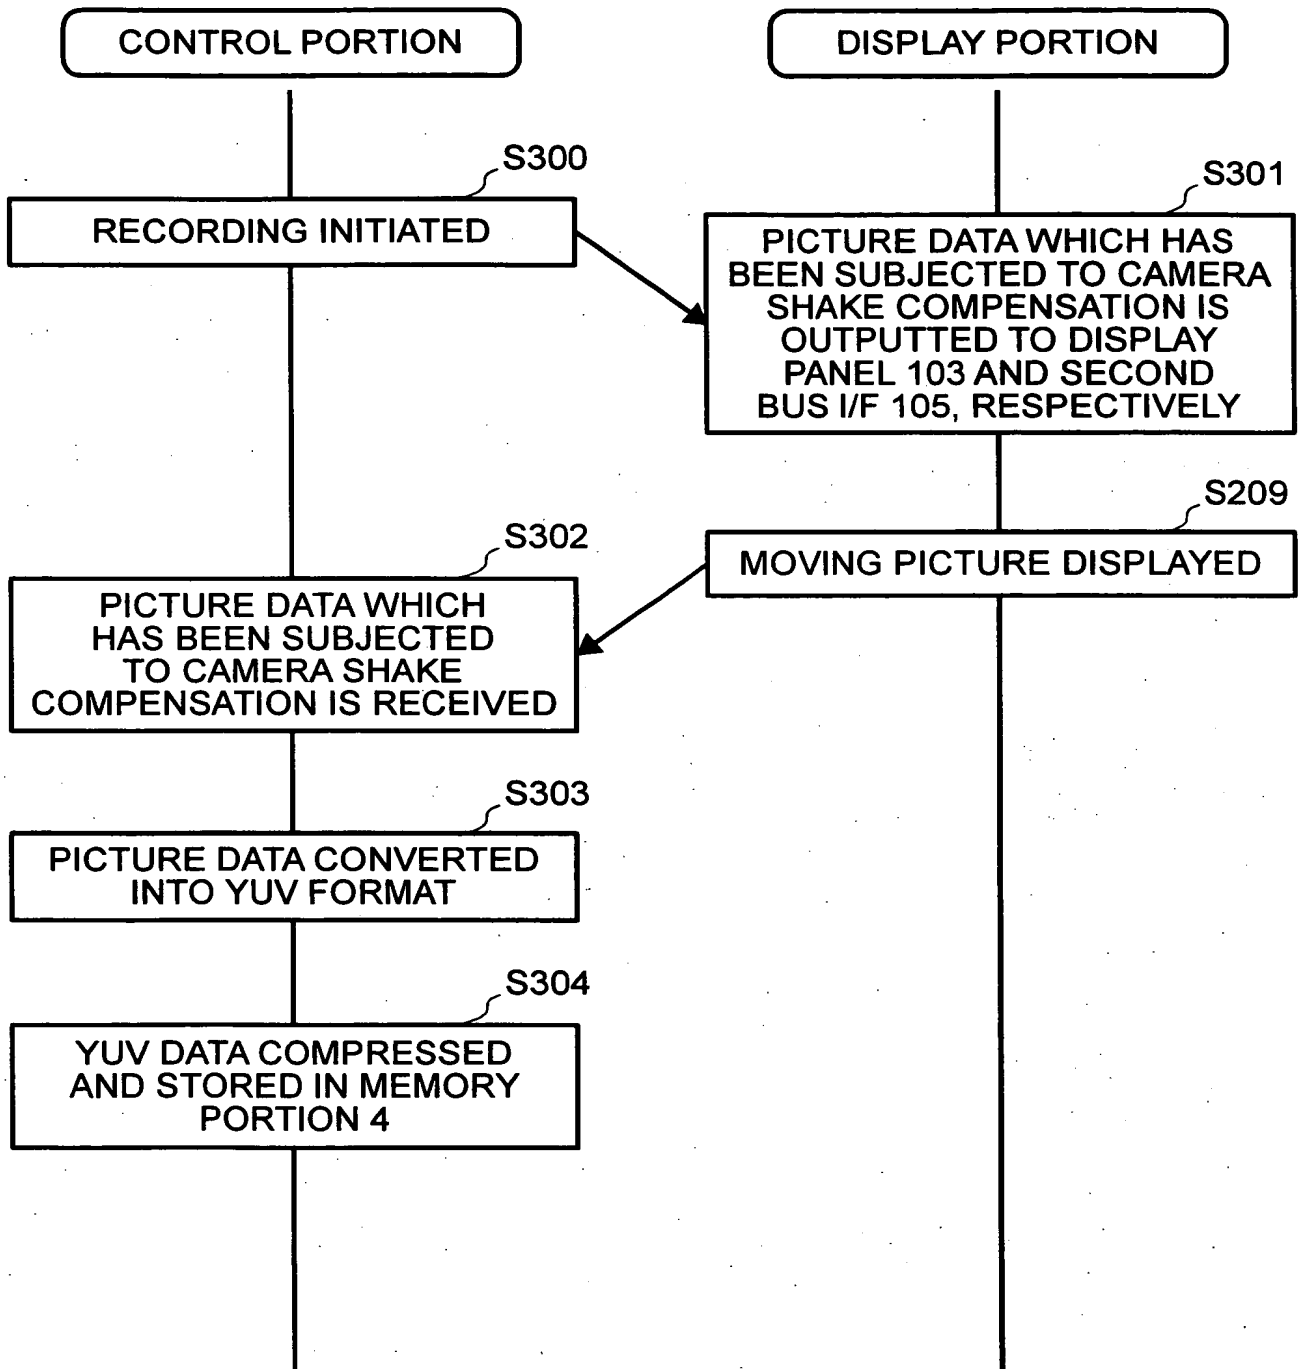 CONTROL PORTION
DISPLAY PORTION
S300
RECORDING INITIATED
S301
PICTURE DATA WHICH HAS
BEEN SUBJECTED TO CAMERA
SHAKE COMPENSATION IS
OUTPUTTED TO DISPLAY
PANEL 103 AND SECOND
BUS I/F 105, RESPECTIVELY
S209
MOVING PICTURE DISPLAYED
S302
PICTURE DATA WHICH
HAS BEEN SUBJECTED
TO CAMERA SHAKE
COMPENSATION IS RECEIVED
S303
PICTURE DATA CONVERTED
INTO YUV FORMAT
S304
YUV DATA COMPRESSED
AND STORED IN MEMORY
PORTION 4